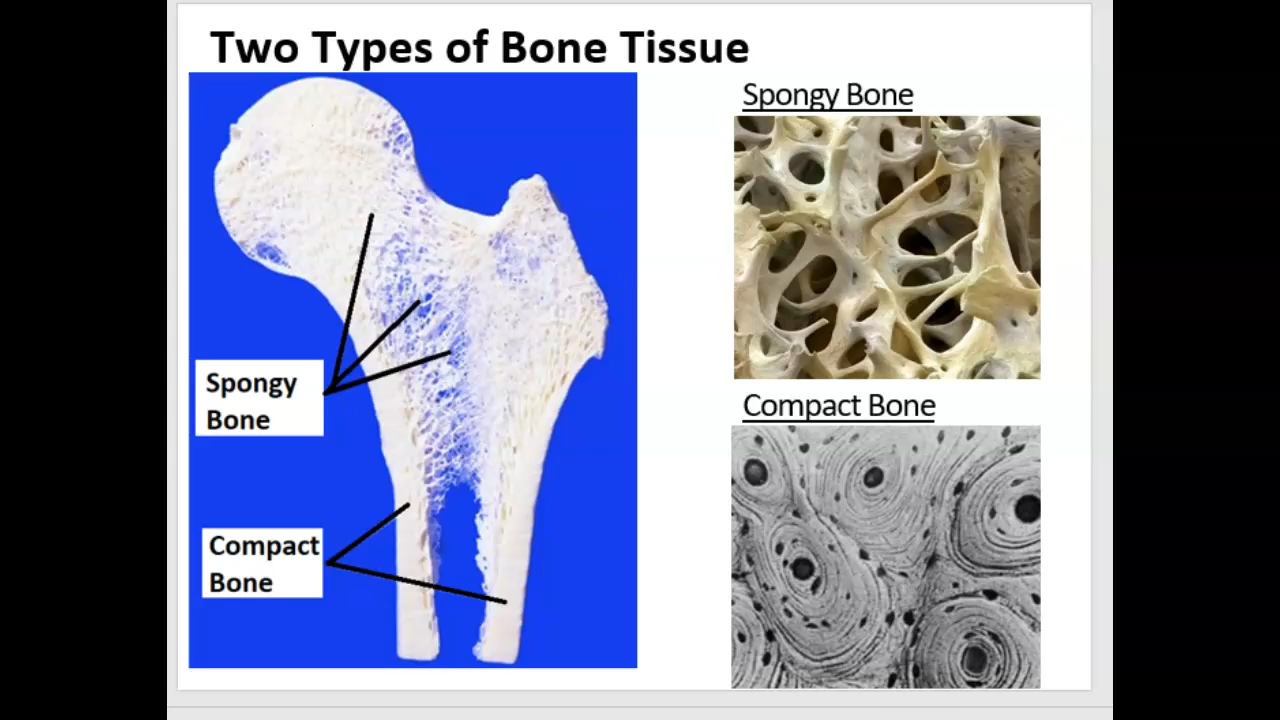 Two Types of Bone Tissue
Spongy Bone
Spongy
Bone
Compact Bone
Compact
Bone